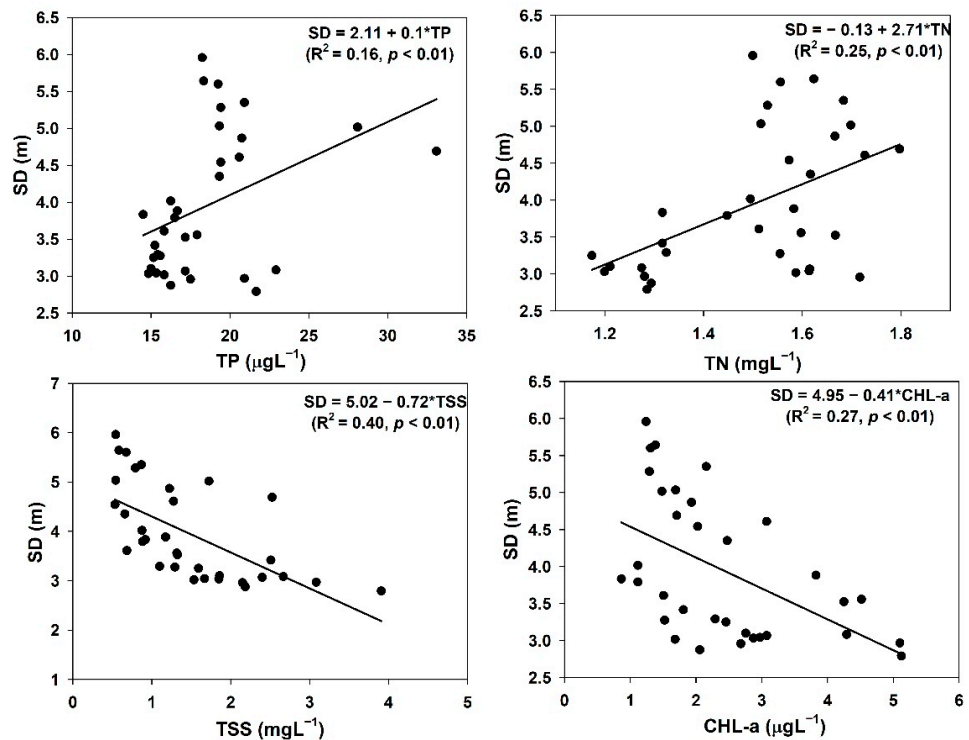 SD = 2.11 + 0.1*TP
(R² = 0.16, p < 0.01)
6.5
6.0
5.5
5.0
4.5
4.0
3.5
3.0
2.5
SD (m)
10 15 20 25 30 35
TP (µgL⁻¹)
SD = – 0.13 + 2.71*TN
(R² = 0.25, p < 0.01)
6.5
6.0
5.5
5.0
4.5
4.0
3.5
3.0
2.5
SD (m)
1.2 1.4 1.6 1.8
TN (mgL⁻¹)
SD = 5.02 – 0.72*TSS
(R² = 0.40, p < 0.01)
7
6
5
4
3
2
1
SD (m)
0 1 2 3 4 5
TSS (mgL⁻¹)
SD = 4.95 – 0.41*CHL-a
(R² = 0.27, p < 0.01)
6.5
6.0
5.5
5.0
4.5
4.0
3.5
3.0
2.5
SD (m)
0 1 2 3 4 5 6
CHL-a (µgL⁻¹)